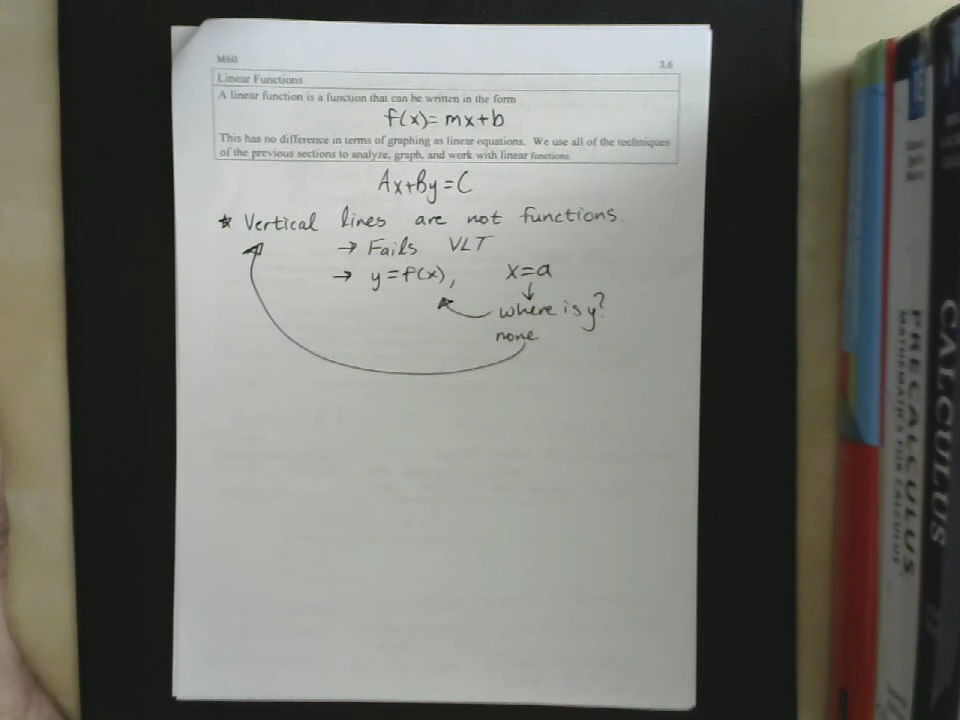 M60
3.6
Linear Functions
A linear function is a function that can be written in the form
f(x)= mx+b
This has no difference in terms of graphing as linear equations. We use all of the techniques
of the previous sections to analyze, graph, and work with linear functions.
Ax+By=C
* Vertical lines are not functions.
→ Fails VLT
→ y=f(x), x=a
where is y?
none
PRECALCULUS
MATHEMATICS FOR CALCULUS
CALCULUS